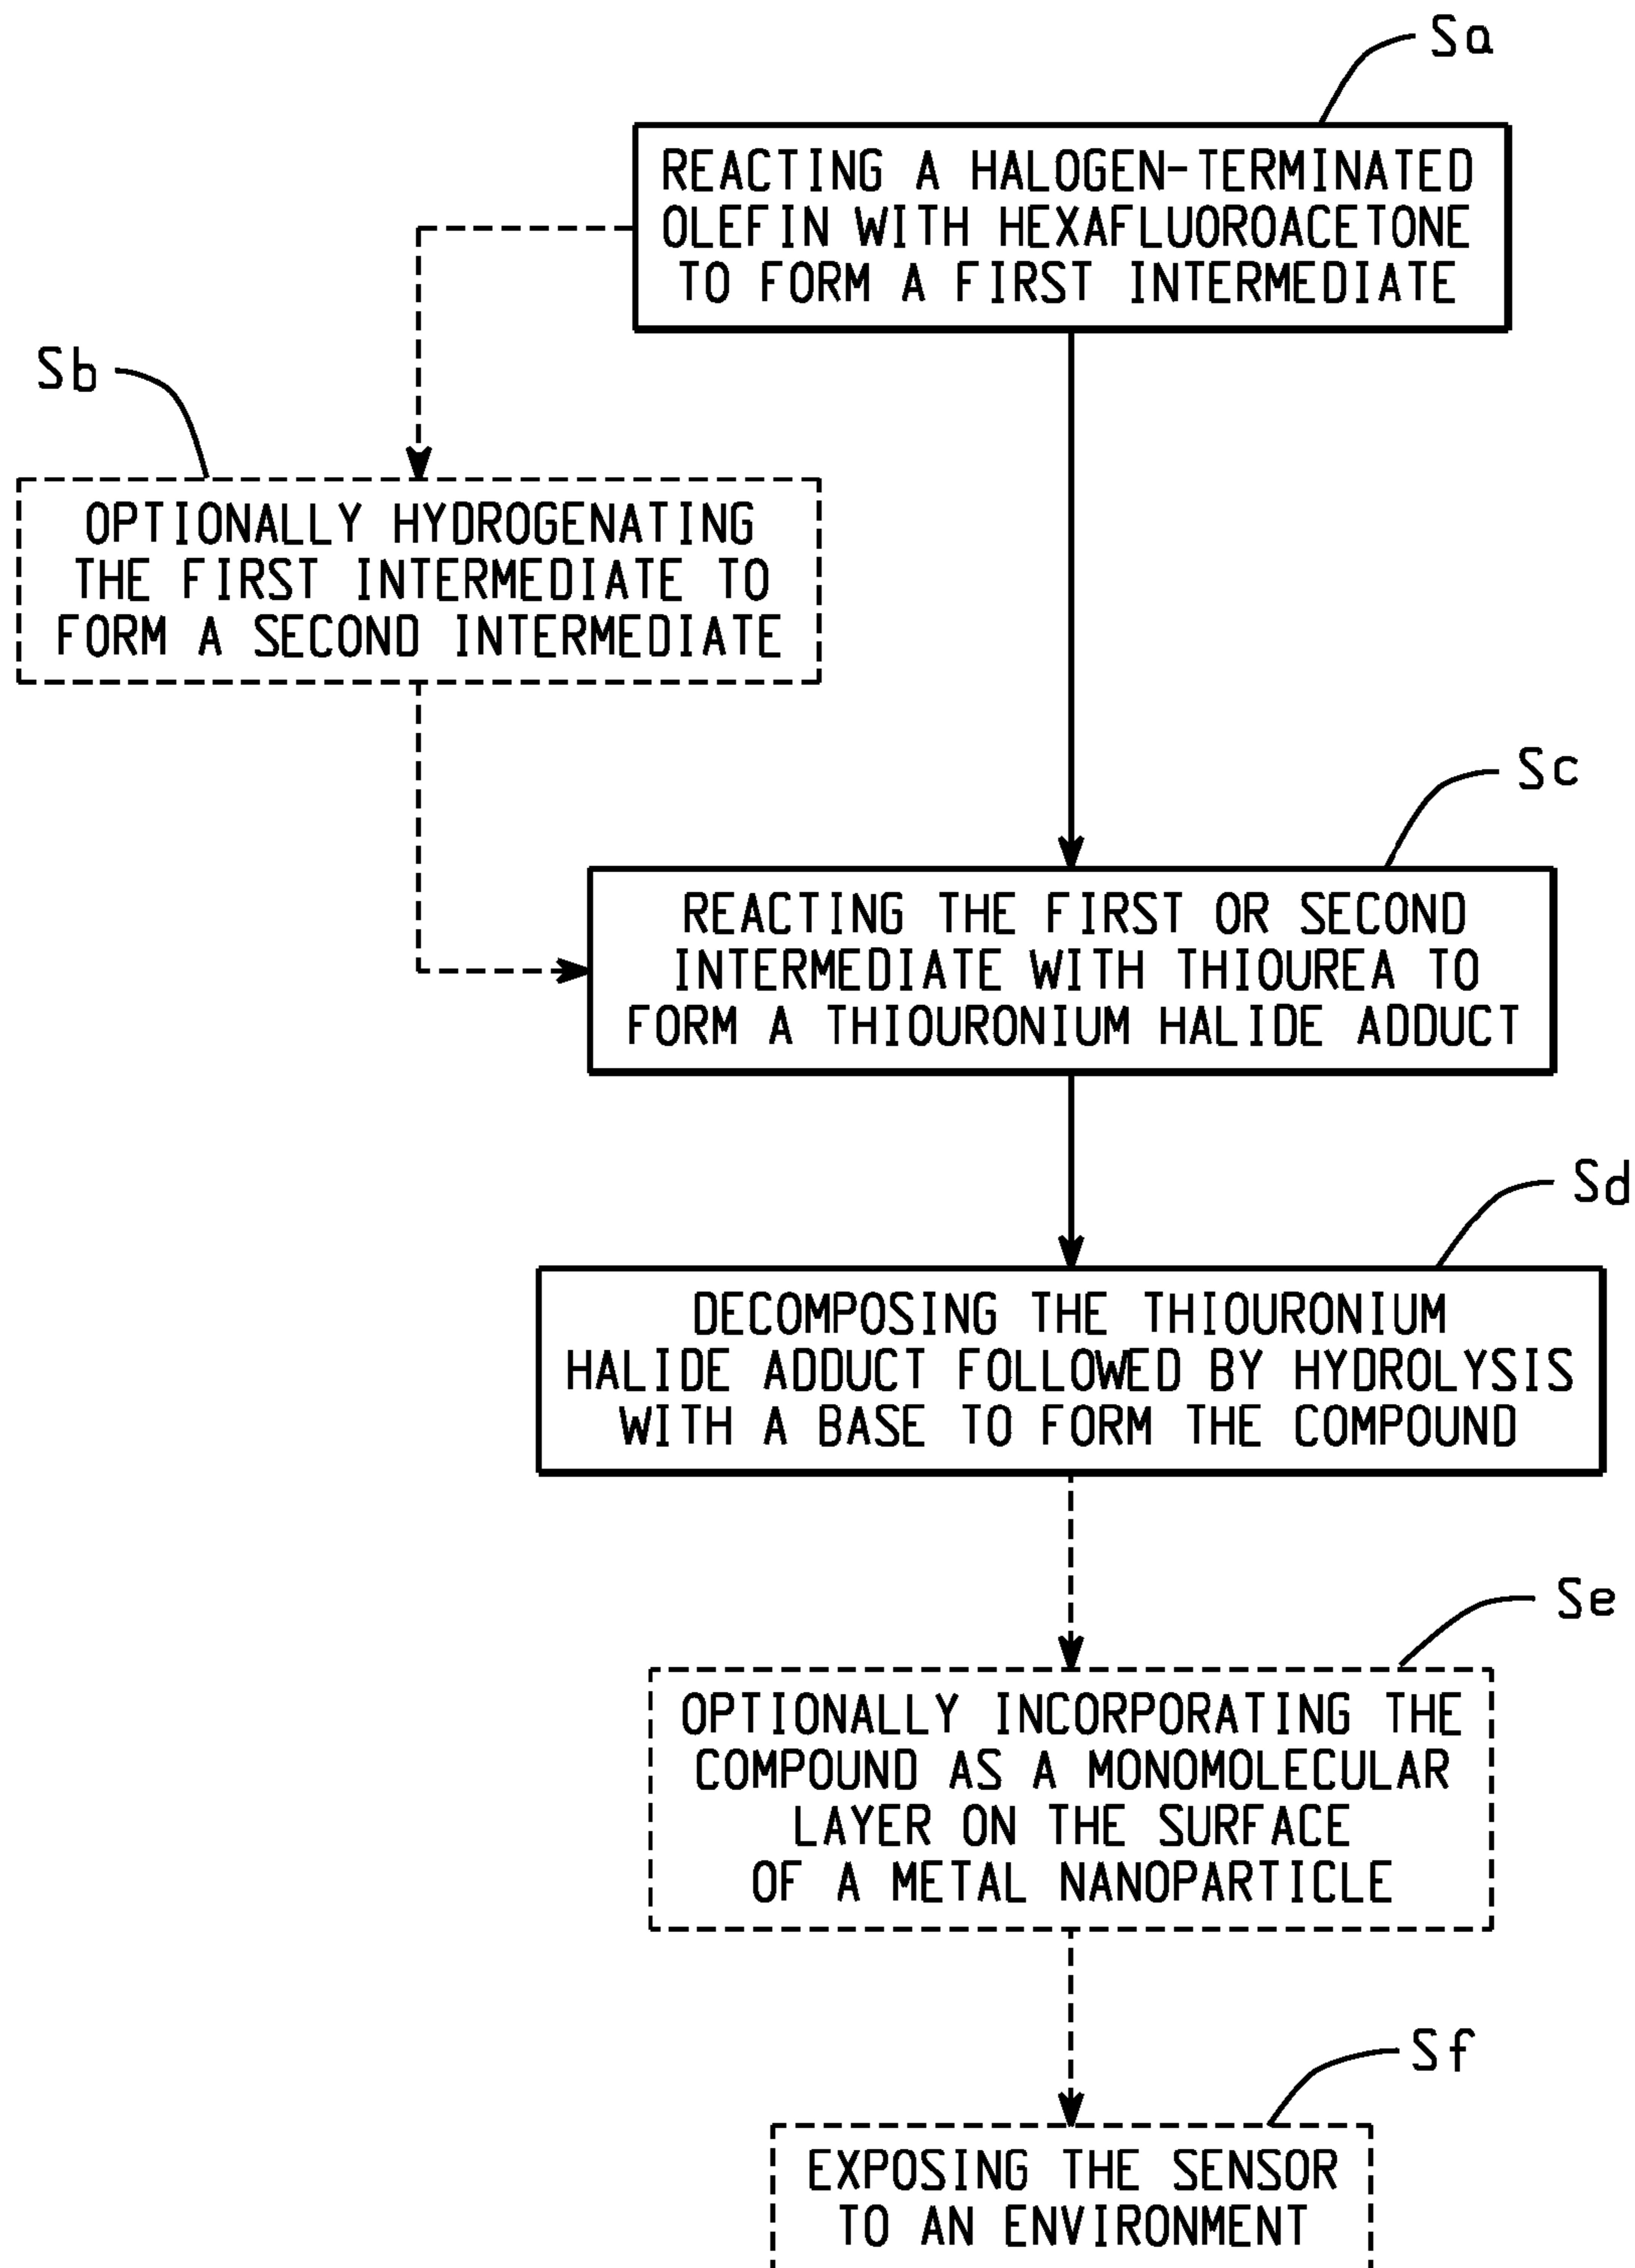 Sa
REACTING A HALOGEN-TERMINATED
OLEFIN WITH HEXAFLUOROACETONE
TO FORM A FIRST INTERMEDIATE
Sb
OPTIONALLY HYDROGENATING
THE FIRST INTERMEDIATE TO
FORM A SECOND INTERMEDIATE
Sc
REACTING THE FIRST OR SECOND
INTERMEDIATE WITH THIOUREA TO
FORM A THIOURONIUM HALIDE ADDUCT
Sd
DECOMPOSING THE THIOURONIUM
HALIDE ADDUCT FOLLOWED BY HYDROLYSIS
WITH A BASE TO FORM THE COMPOUND
Se
OPTIONALLY INCORPORATING THE
COMPOUND AS A MONOMOLECULAR
LAYER ON THE SURFACE
OF A METAL NANOPARTICLE
Sf
EXPOSING THE SENSOR
TO AN ENVIRONMENT